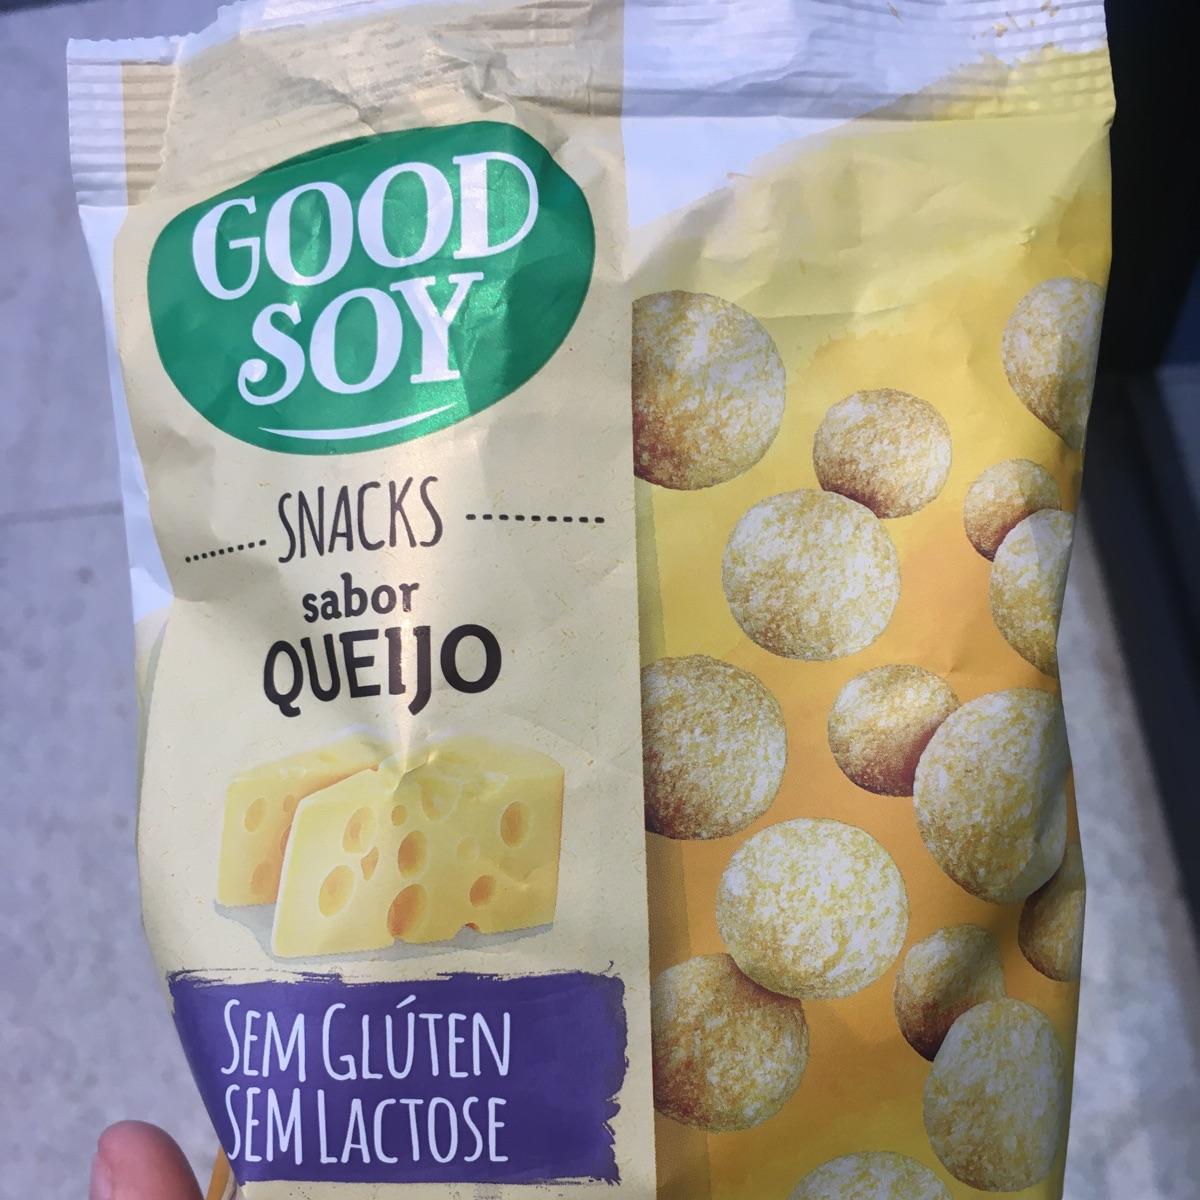 GOOD
SOY
SNACKS
sabor
QUEIJO
SEM GLÚTEN
SEM LACTOSE